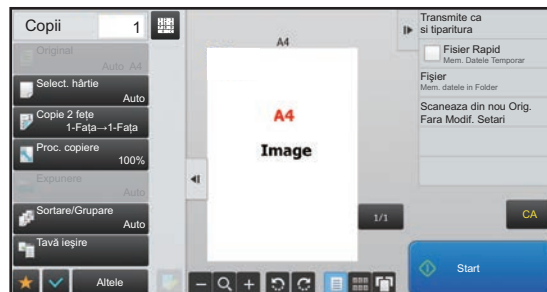 Copii
1
Original
Auto A4
Select. hârtie
Auto
Copie 2 fețe
1-Fața→1-Fața
Proc. copiere
100%
Expunere
Auto
Sortare/Grupare
Auto
Tavă ieşire
Altele
A4
A4
Image
1/1
Transmite ca
si tiparitura
Fisier Rapid
Mem. Datele Temporar
Fişier
Mem. datele in Folder
Scaneaza din nou Orig.
Fara Modif. Setari
CA
Start